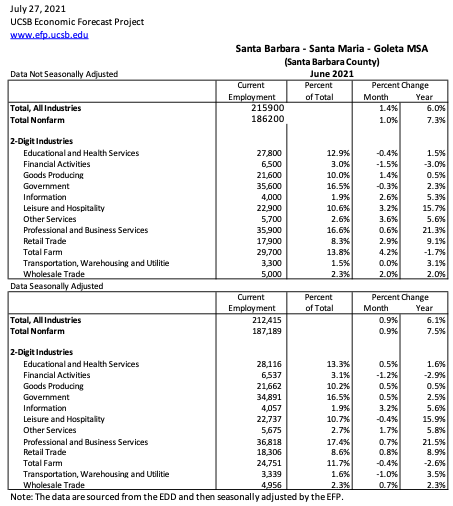 July 27, 2021
UCSB Economic Forecast Project
www.efp.ucsb.edu
Santa Barbara - Santa Maria - Goleta MSA
(Santa Barbara County)
Data Not Seasonally Adjusted June 2021
Current Percent Percent Change
Employment of Total Month Year
Total, All Industries 215900 1.4% 6.0%
Total Nonfarm 186200 1.0% 7.3%
2-Digit Industries
Educational and Health Services 27,800 12.9% -0.4% 1.5%
Financial Activities 6,500 3.0% -1.5% -3.0%
Goods Producing 21,600 10.0% 1.4% 0.5%
Government 35,600 16.5% -0.3% 2.3%
Information 4,000 1.9% 2.6% 5.3%
Leisure and Hospitality 22,900 10.6% 3.2% 15.7%
Other Services 5,700 2.6% 3.6% 5.6%
Professional and Business Services 35,900 16.6% 0.6% 21.3%
Retail Trade 17,900 8.3% 2.9% 9.1%
Total Farm 29,700 13.8% 4.2% -1.7%
Transportation, Warehousing and Utilitie 3,300 1.5% 0.0% 3.1%
Wholesale Trade 5,000 2.3% 2.0% 2.0%
Data Seasonally Adjusted
Current Percent Percent Change
Employment of Total Month Year
Total, All Industries 212,415 0.9% 6.1%
Total Nonfarm 187,189 0.9% 7.5%
2-Digit Industries
Educational and Health Services 28,116 13.3% 0.5% 1.6%
Financial Activities 6,537 3.1% -1.2% -2.9%
Goods Producing 21,662 10.2% 0.5% 0.5%
Government 34,891 16.5% 0.5% 2.5%
Information 4,057 1.9% 3.2% 5.6%
Leisure and Hospitality 22,737 10.7% -0.4% 15.9%
Other Services 5,675 2.7% 1.7% 5.8%
Professional and Business Services 36,818 17.4% 0.7% 21.5%
Retail Trade 18,306 8.6% 0.8% 8.9%
Total Farm 24,751 11.7% -0.4% -2.6%
Transportation, Warehousing and Utilitie 3,339 1.6% -1.0% 3.5%
Wholesale Trade 4,956 2.3% 0.7% 2.3%
Note: The data are sourced from the EDD and then seasonally adjusted by the EFP.